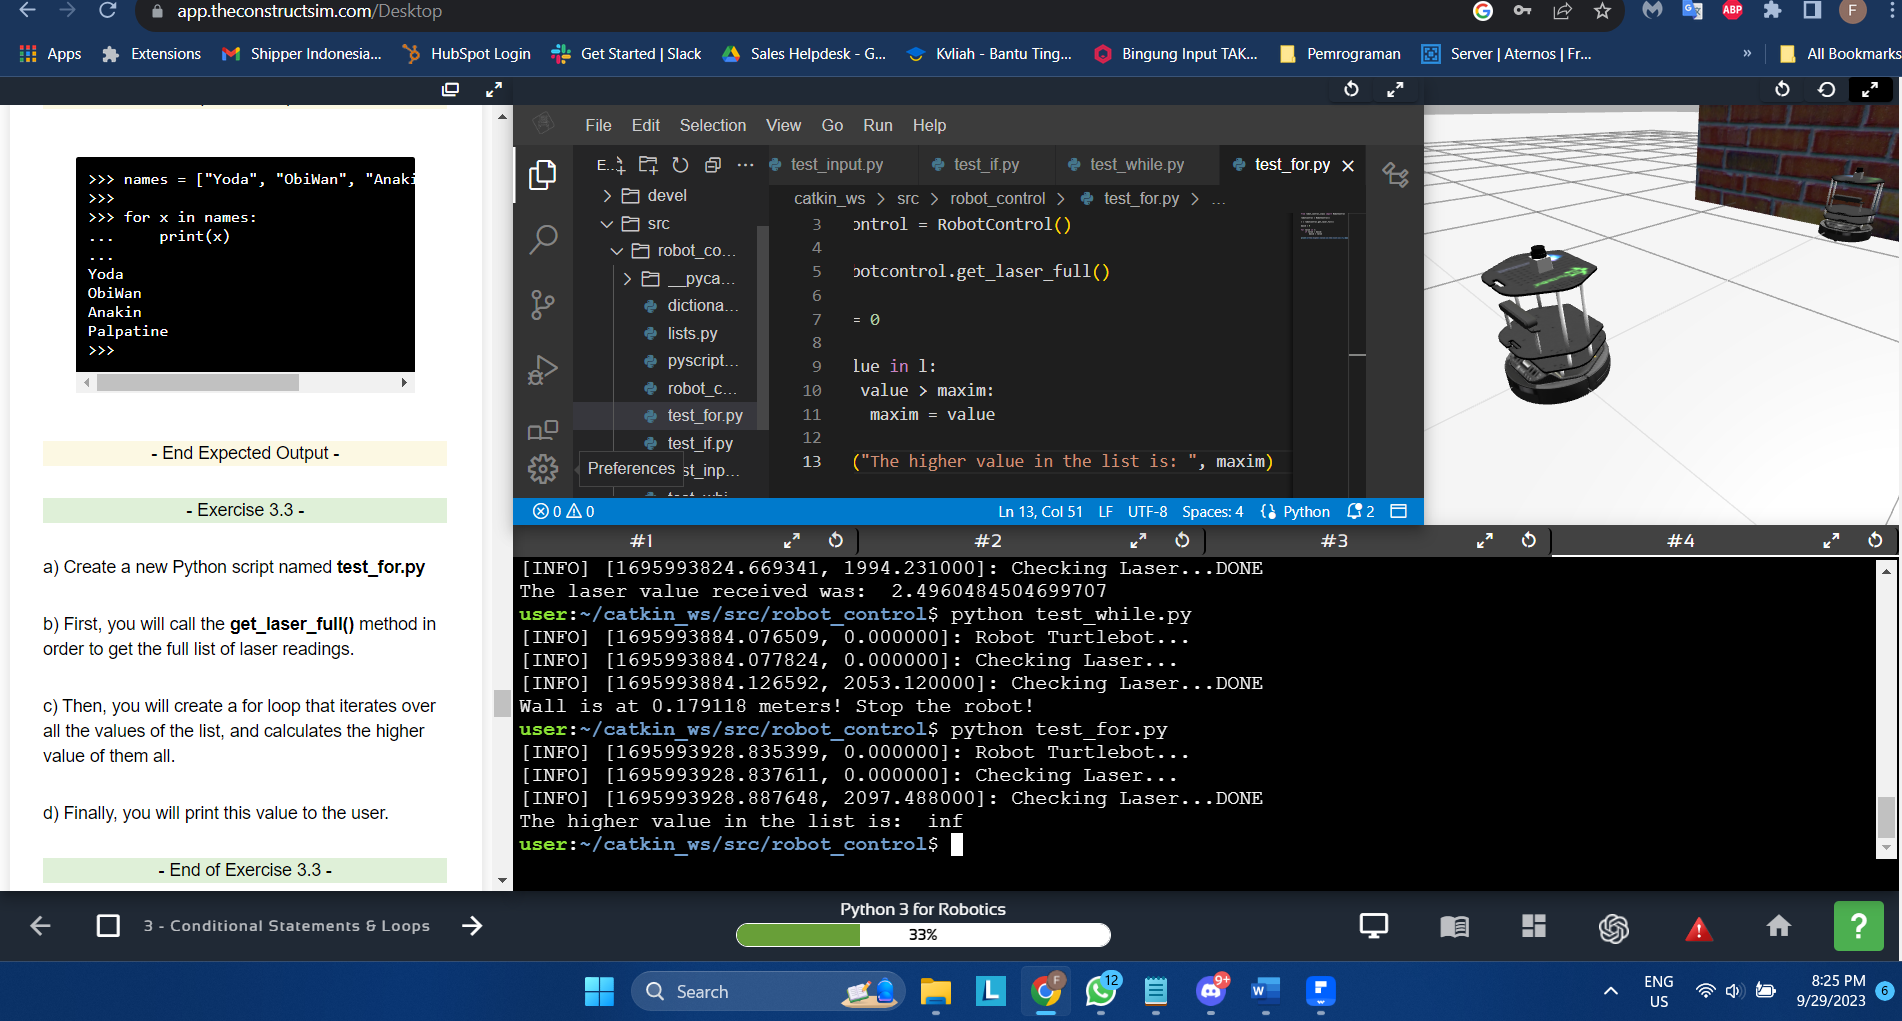 app.theconstructsim.com/Desktop
F
Apps
Extensions
Shipper Indonesia...
HubSpot Login
Get Started | Slack
Sales Helpdesk - G...
Kvliah - Bantu Ting...
Bingung Input TAK...
Pemrograman
Server | Aternos | Fr...
»
All Bookmarks
>>> names = ["Yoda", "ObiWan", "Anaki
>>>
>>> for x in names:
...     print(x)
...
Yoda
ObiWan
Anakin
Palpatine
>>>
- End Expected Output -
- Exercise 3.3 -
a) Create a new Python script named test_for.py
b) First, you will call the get_laser_full() method in
order to get the full list of laser readings.
c) Then, you will create a for loop that iterates over
all the values of the list, and calculates the higher
value of them all.
d) Finally, you will print this value to the user.
- End of Exercise 3.3 -
File Edit Selection View Go Run Help
E...
test_input.py
test_if.py
test_while.py
test_for.py
catkin_ws > src > robot_control > test_for.py > ...
devel
src
robot_co...
__pyca...
dictiona...
lists.py
pyscript...
robot_c...
test_for.py
test_if.py
st_inp...
Preferences
3 ontrol = RobotControl()
4
5 ootcontrol.get_laser_full()
6
7 = 0
8
9 lue in l:
10 value > maxim:
11 maxim = value
12
13 ("The higher value in the list is: ", maxim)
0 0
Ln 13, Col 51 LF UTF-8 Spaces: 4 Python 2
#1
#2
#3
#4
[INFO] [1695993824.669341, 1994.231000]: Checking Laser...DONE
The laser value received was:  2.4960484504699707
user:~/catkin_ws/src/robot_control$ python test_while.py
[INFO] [1695993884.076509, 0.000000]: Robot Turtlebot...
[INFO] [1695993884.077824, 0.000000]: Checking Laser...
[INFO] [1695993884.126592, 2053.120000]: Checking Laser...DONE
Wall is at 0.179118 meters! Stop the robot!
user:~/catkin_ws/src/robot_control$ python test_for.py
[INFO] [1695993928.835399, 0.000000]: Robot Turtlebot...
[INFO] [1695993928.837611, 0.000000]: Checking Laser...
[INFO] [1695993928.887648, 2097.488000]: Checking Laser...DONE
The higher value in the list is:  inf
user:~/catkin_ws/src/robot_control$
3 - Conditional Statements & Loops
Python 3 for Robotics
33%
?
Search
L
F
12
9+
W
ENG
US
8:25 PM
9/29/2023
6